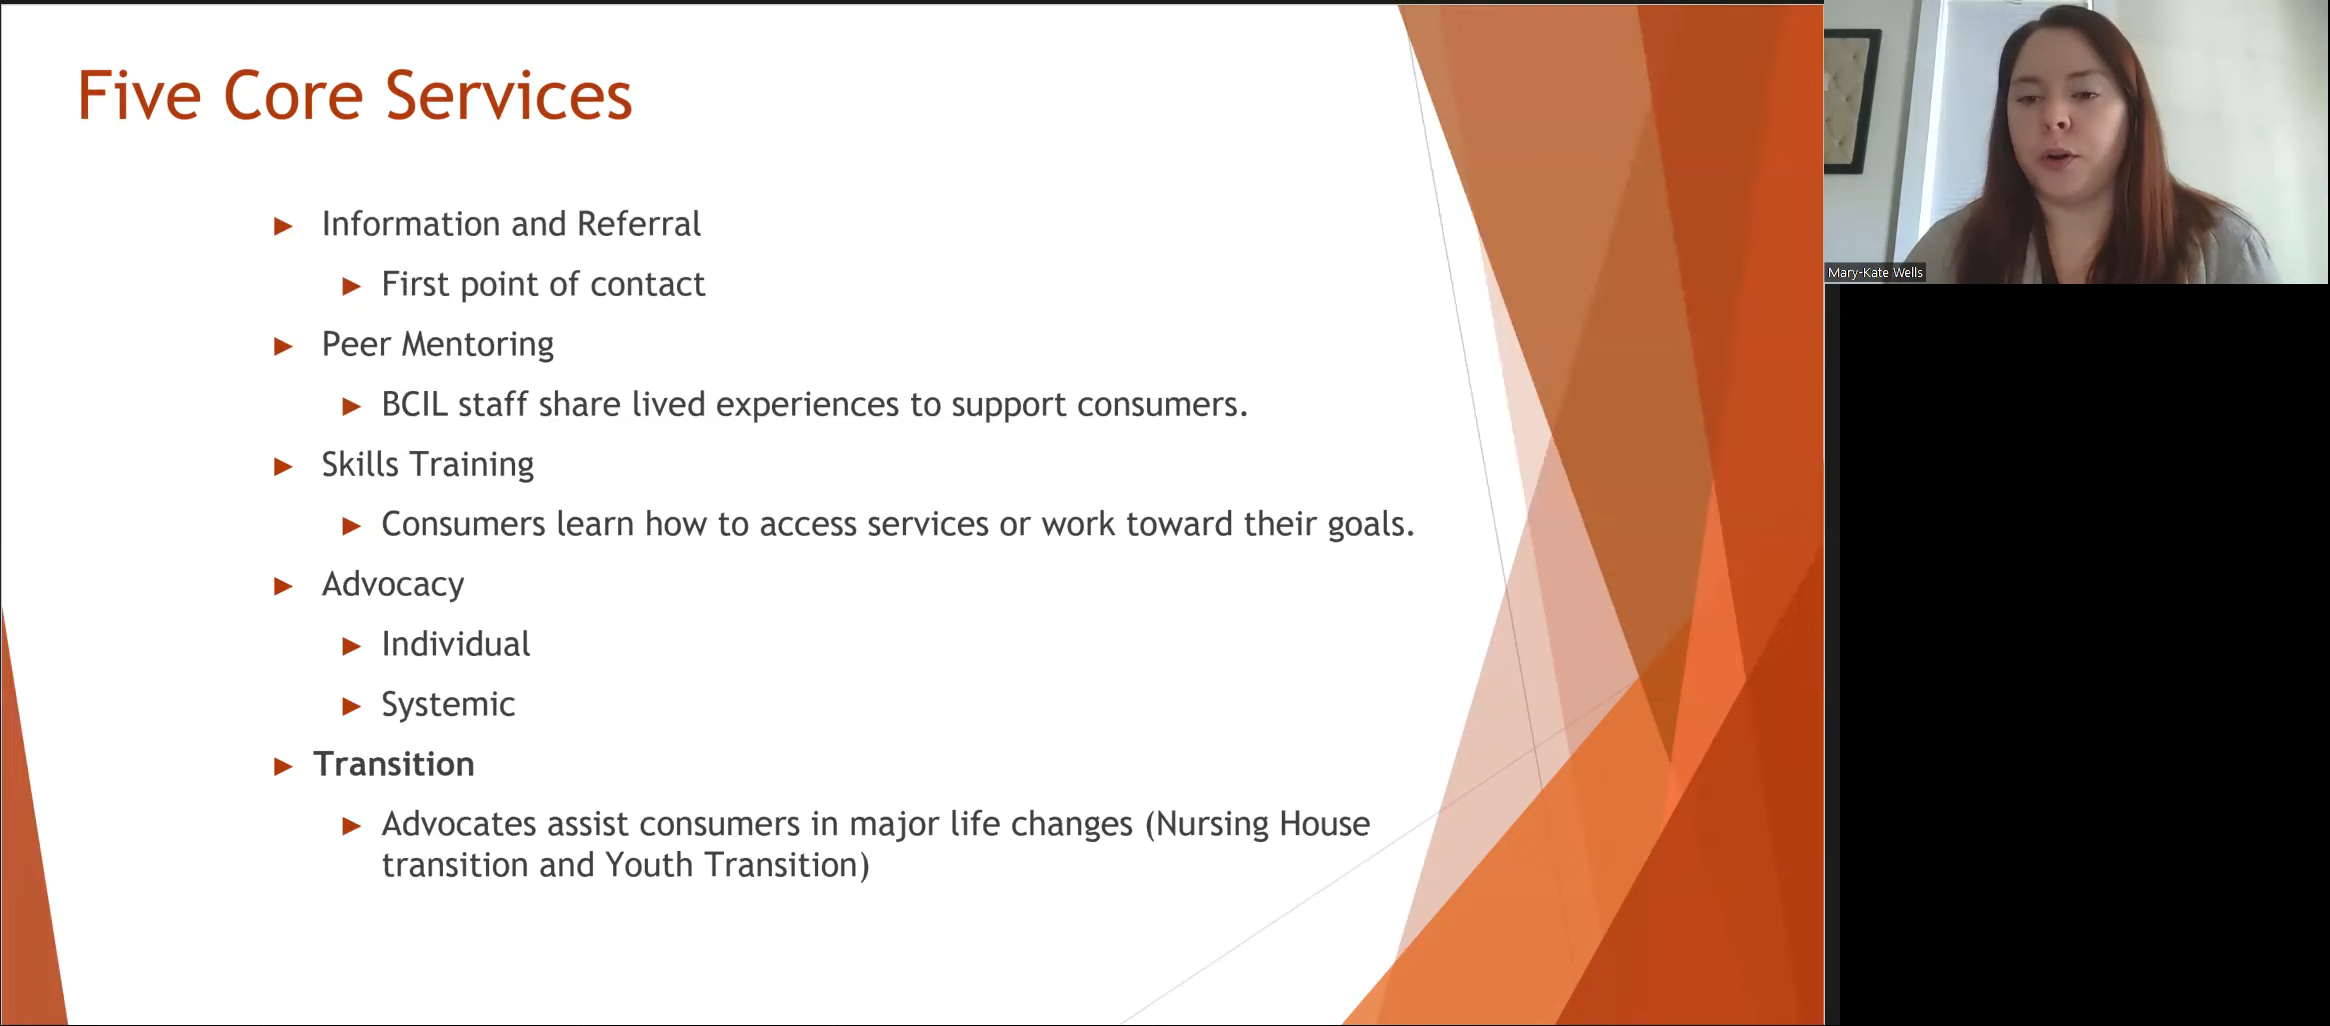 Five Core Services
Information and Referral
First point of contact
Peer Mentoring
BCIL staff share lived experiences to support consumers.
Skills Training
Consumers learn how to access services or work toward their goals.
Advocacy
Individual
Systemic
Transition
Advocates assist consumers in major life changes (Nursing House
transition and Youth Transition)
Mary-Kate Wells